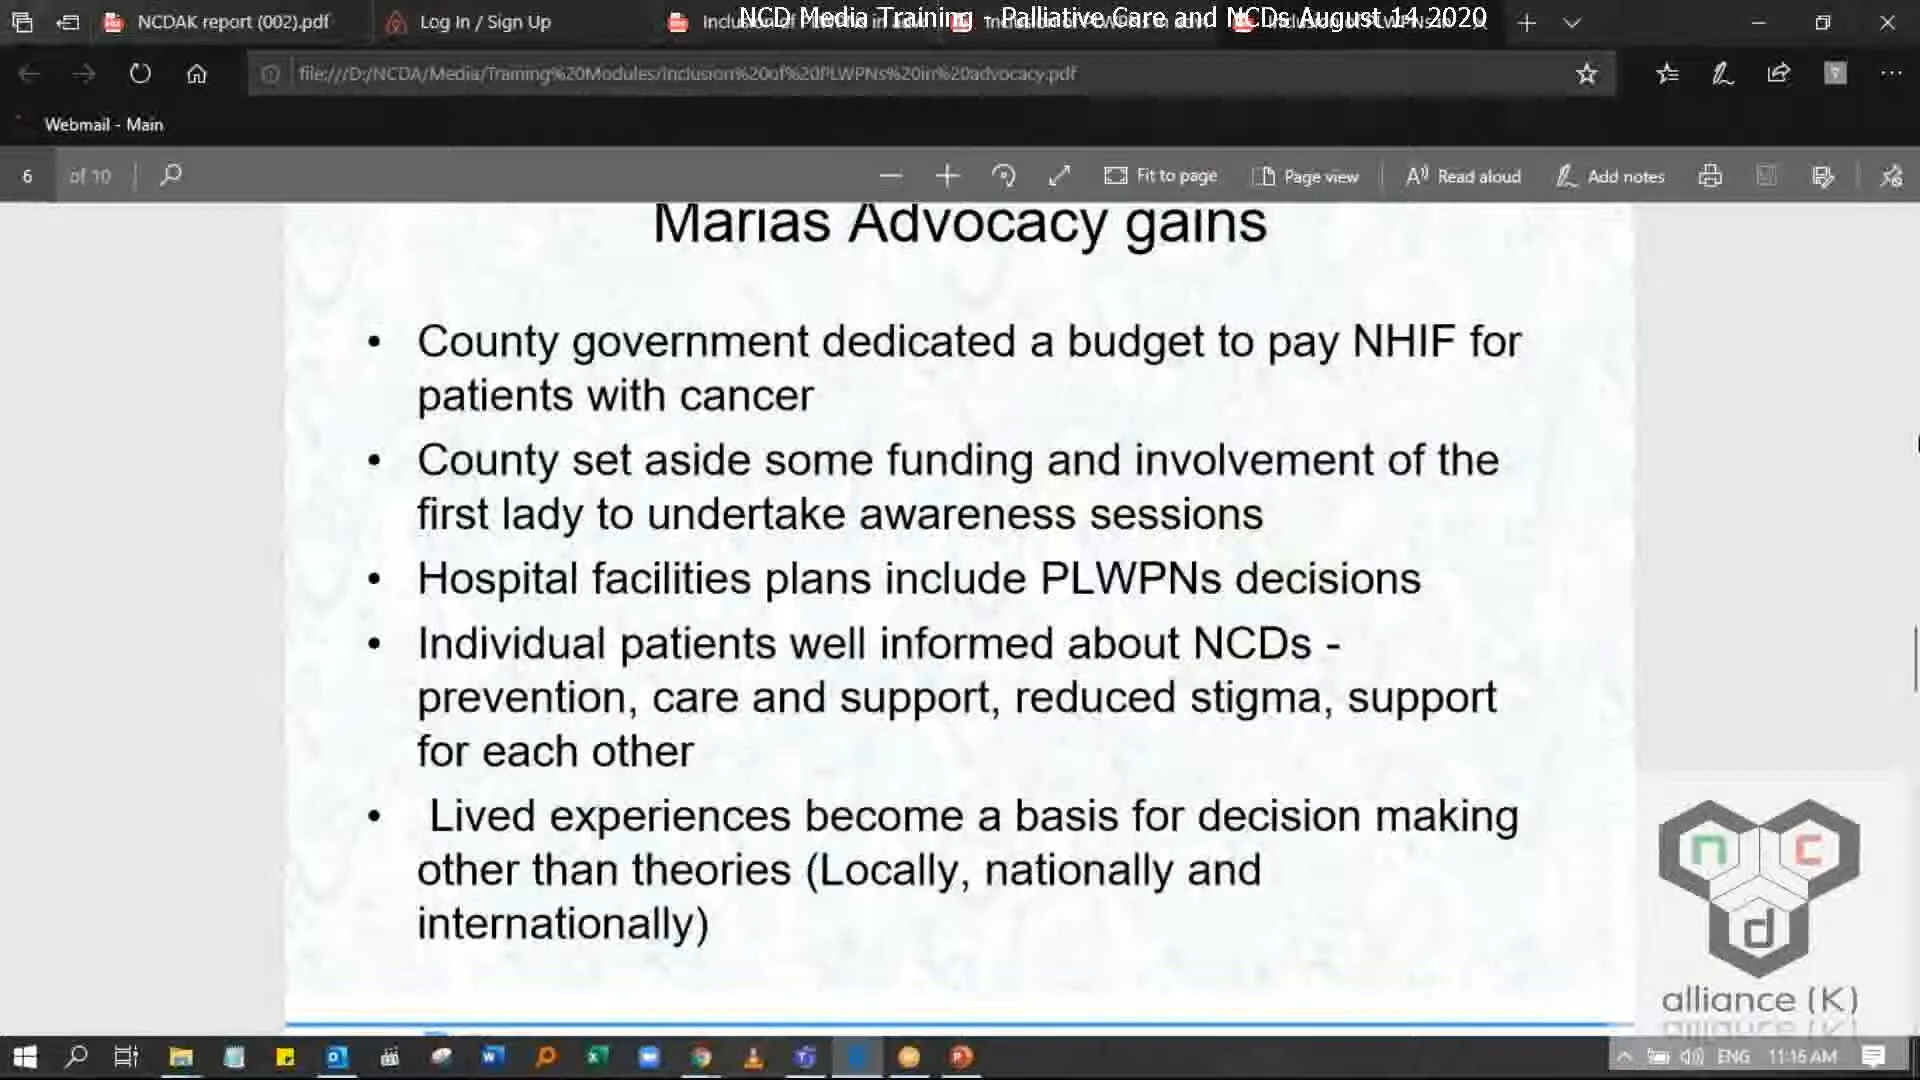 NCD Media Training - Palliative Care and NCDs August 14 2020
NCDAK report (002).pdf
Log In / Sign Up
file:///D:/NCDA/Media/Training%20Modules/Inclusion%20of%20PLWPNs%20in%20advocacy.pdf
Webmail - Main
6 of 10
Fit to page
Page view
Read aloud
Add notes
Marias Advocacy gains
• County government dedicated a budget to pay NHIF for
patients with cancer
• County set aside some funding and involvement of the
first lady to undertake awareness sessions
• Hospital facilities plans include PLWPNs decisions
• Individual patients well informed about NCDs -
prevention, care and support, reduced stigma, support
for each other
• Lived experiences become a basis for decision making
other than theories (Locally, nationally and
internationally)
n c d
alliance (K)
ENG 11:16 AM